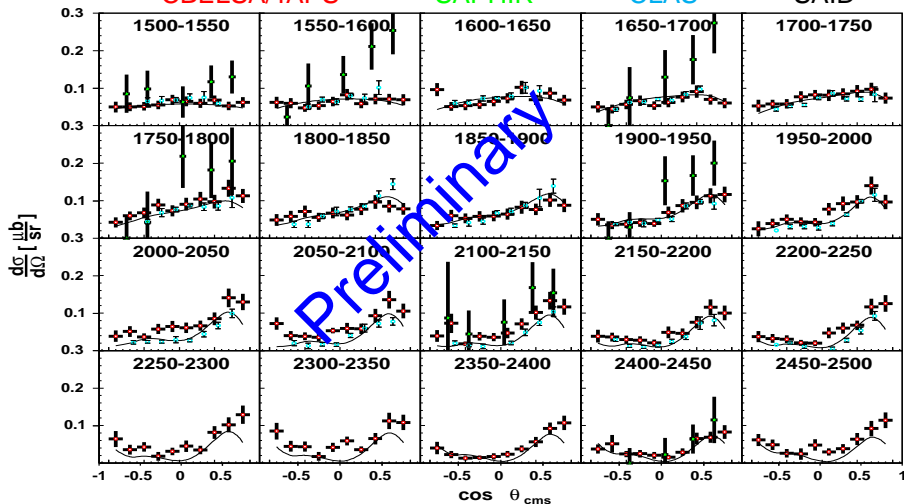 CBELSA/TAPS SAPHIR CLAS SAID
0.3 1500-1550 1550-1600 1600-1650 1650-1700 1700-1750
0.2
0.1
0.3 1750-1800 1800-1850 1850-1900 1900-1950 1950-2000
0.2
0.1
0.3 2000-2050 2050-2100 2100-2150 2150-2200 2200-2250
0.2
0.1
0.3 2250-2300 2300-2350 2350-2400 2400-2450 2450-2500
0.2
0.1
-1 -0.5 0 0.5 -0.5 0 0.5 -0.5 0 0.5 -0.5 0 0.5 -0.5 0 0.5 1
cos θcms
dσ/dΩ [μb/sr]
Preliminary